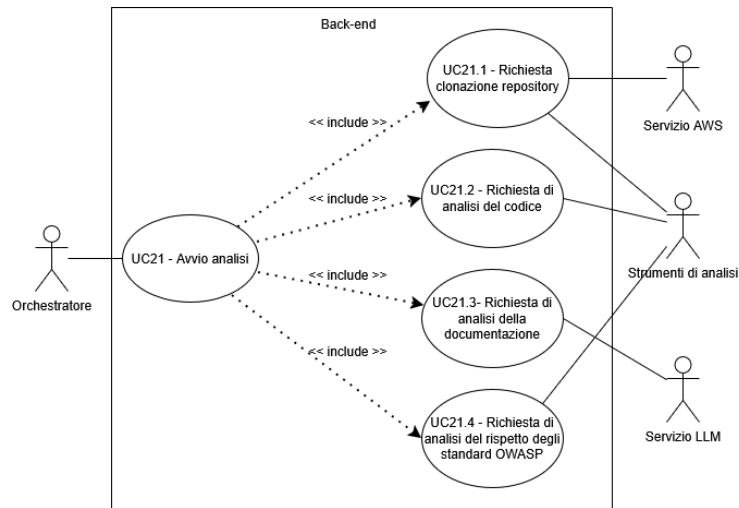 Back-end
UC21.1 - Richiesta
clonazione repository
Servizio AWS
<< include >>
UC21.2 - Richiesta di
analisi del codice
<< include >>
UC21 - Avvio analisi
Orchestratore
Strumenti di analisi
<< include >>
UC21.3- Richiesta di
analisi della
documentazione
<< include >>
UC21.4 - Richiesta di
analisi del rispetto degli
standard OWASP
Servizio LLM